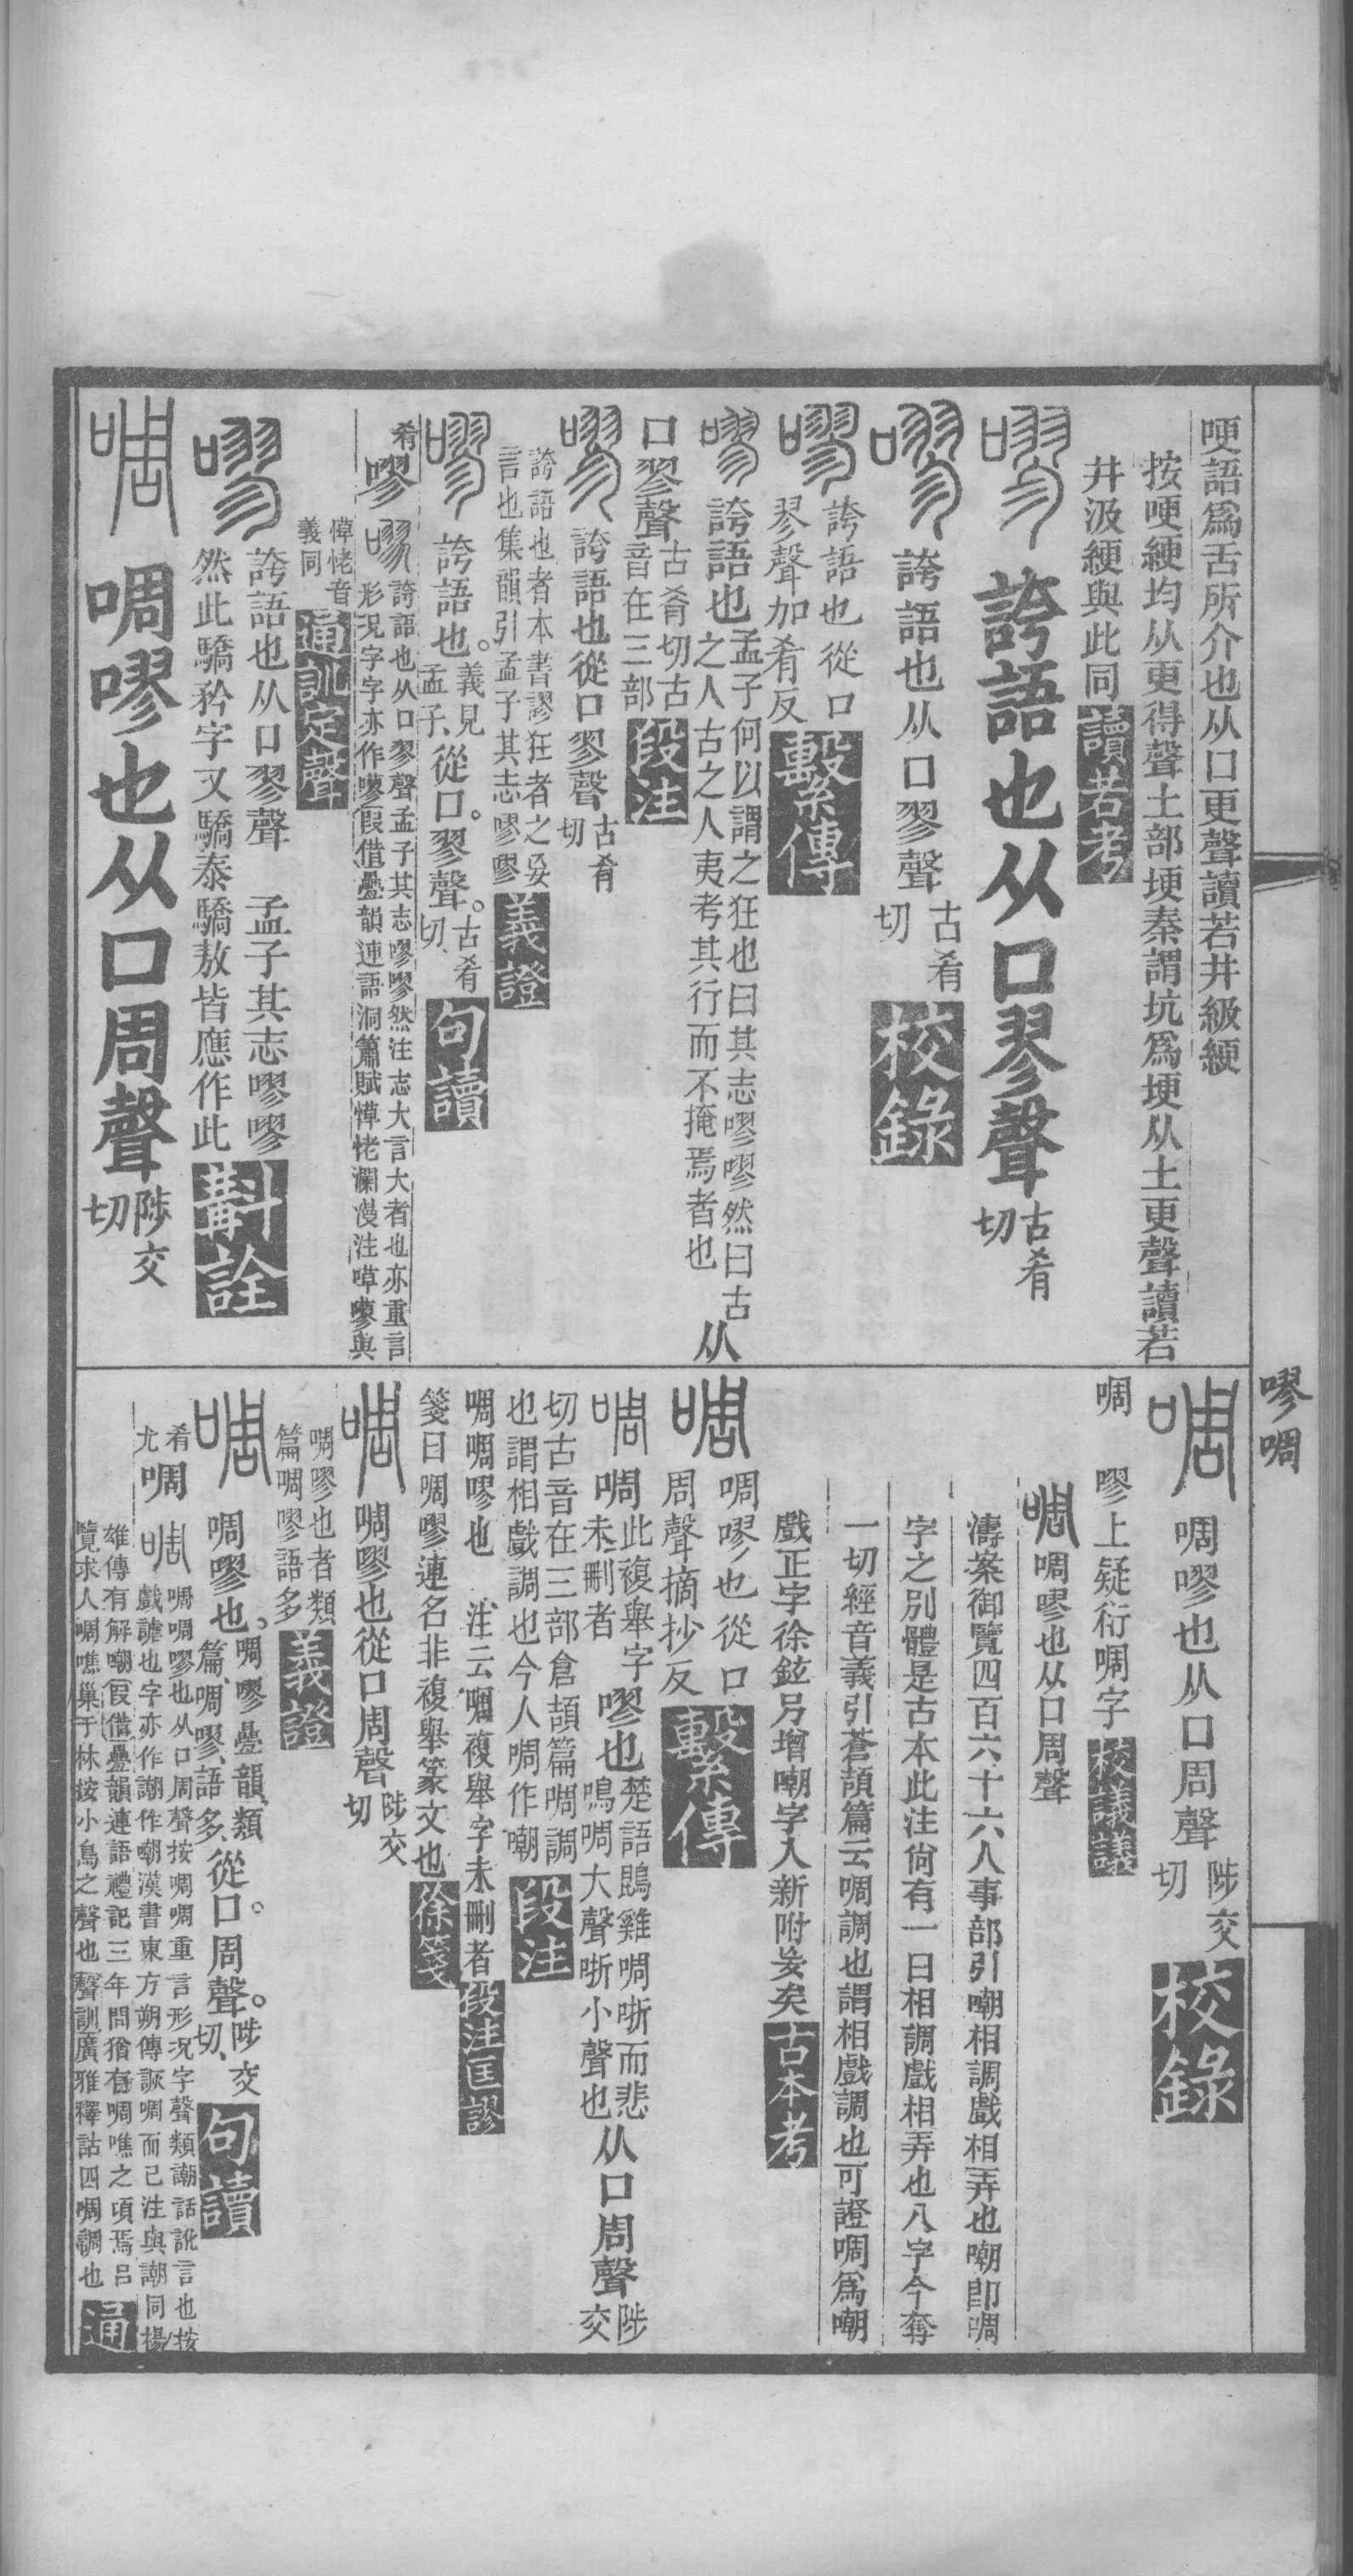 哽語爲舌所介也从口更聲讀若井級綆
按哽綆均从更得聲土部埂秦謂坑爲埂从土更聲讀若
井汲綆與此同讀若考
嘐 誇語也从口翏聲古肴切
嘐 誇語也从口翏聲古肴切校錄
嘐 誇語也從口翏聲加肴反繫傳
嘐 誇語也孟子何以謂之狂也曰其志嘐嘐然曰古之人古之人夷考其行而不掩焉者也从
口翏聲古肴切古音在三部段注
嘐 誇語也從口翏聲古肴切
誇語也者本書謬狂者之妄言也集韻引孟子其志嘐嘐義證
嘐 誇語也。義見孟子、從口。翏聲。古肴切、句讀
肴嘐 嘐 誇語也从口翏聲孟子其志嘐嘐然注志大言大者也亦重言形況字字亦作㗲假借疊韻連語洞簫賦愺恅瀾漫注㗲與
愺恅音義同通訓定聲
嘐 誇語也从口翏聲 孟子其志嘐嘐然此驕矜字又驕泰驕敖皆應作此斠詮
啁 啁嘐也从口周聲陟交切
嘐啁
啁 啁嘐也从口周聲陟交切校錄
啁 嘐上疑衍啁字校議議
啁 啁嘐也从口周聲
濤案御覽四百六十六人事部引嘲相調戲相弄也嘲卽啁
字之別體是古本此注尙有一曰相調戲相弄也八字今奪
一切經音義引蒼頡篇云啁調也謂相戲調也可證啁爲嘲
戲正字徐鉉另增嘲字入新附妄矣古本考
啁 啁嘐也從口周聲摘抄反繫傳
啁 啁此複舉字未刪者嘐也楚語鵾雞啁哳而悲鳴啁大聲哳小聲也从口周聲陟交
切古音在三部倉頡篇啁調也謂相戲調也今人啁作嘲段注
啁啁嘐也 注云啁複舉字未刪者段注匡謬
箋曰啁嘐連名非複舉篆文也徐箋
啁 啁嘐也從口周聲陟交切
啁嘐也者類篇啁嘐語多義證
啁 啁嘐也。啁嘐疊韻、類篇、啁嘐、語多、從口。周聲。陟交切、句讀
肴尤啁 啁 啁啁嘐也从口周聲按啁啁重言形況字聲類謿話訛言也按戲謔也字亦作謿作嘲漢書東方朔傳詼啁而已注與謿同揚
雄傳有解嘲假借疊韻連語禮記三年問猶有啁噍之頃焉呂覽求人啁噍巢于林按小鳥之聲也聲訓廣雅釋詁四啁調也通